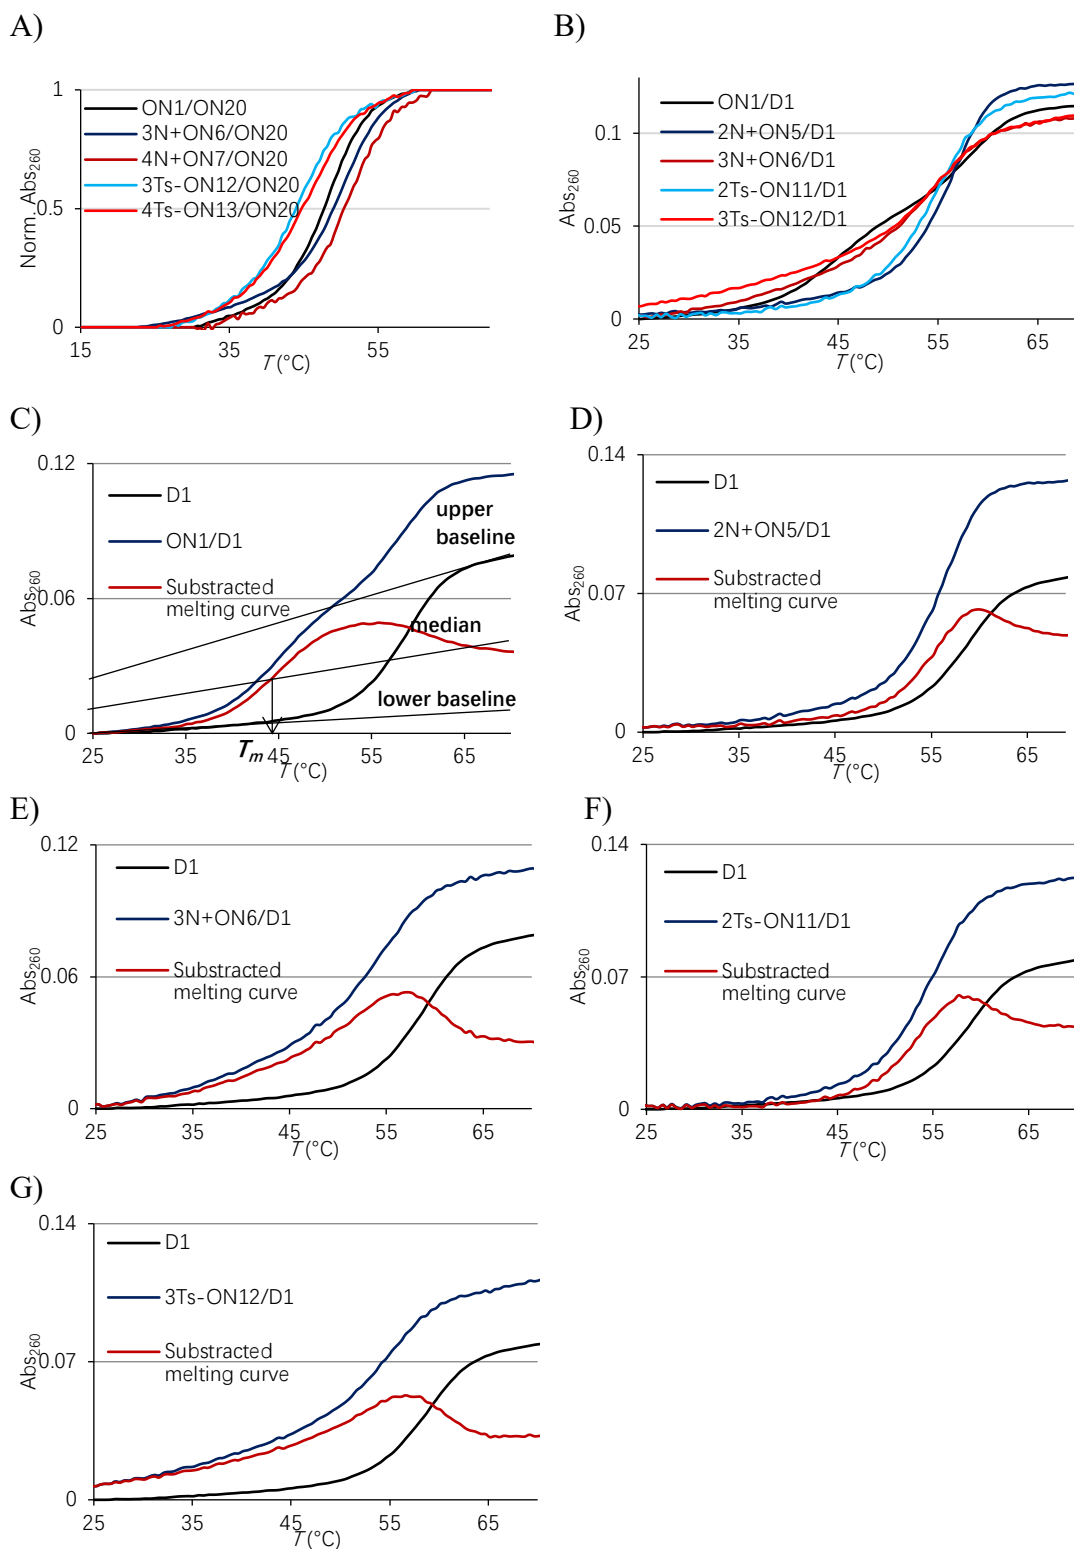 A)
1
ON1/ON20
3N+ON6/ON20
4N+ON7/ON20
3Ts-ON12/ON20
4Ts-ON13/ON20
0.5
0
Norm. Abs260
15
35
55
T (°C)
B)
ON1/D1
2N+ON5/D1
3N+ON6/D1
2Ts-ON11/D1
3Ts-ON12/D1
0.1
0.05
0
Abs260
25
35
45
55
65
T (°C)
C)
0.12
D1
ON1/D1
Substracted
melting curve
upper
baseline
median
lower baseline
0.06
0
Abs260
25
35
Tm
45
55
65
T (°C)
D)
0.14
D1
2N+ON5/D1
Substracted
melting curve
0.07
0
Abs260
25
35
45
55
65
T (°C)
E)
0.12
D1
3N+ON6/D1
Substracted
melting curve
0.06
0
Abs260
25
35
45
55
65
T (°C)
F)
0.14
D1
2Ts-ON11/D1
Substracted
melting curve
0.07
0
Abs260
25
35
45
55
65
T (°C)
G)
0.14
D1
3Ts-ON12/D1
Substracted
melting curve
0.07
0
Abs260
25
35
45
55
65
T (°C)